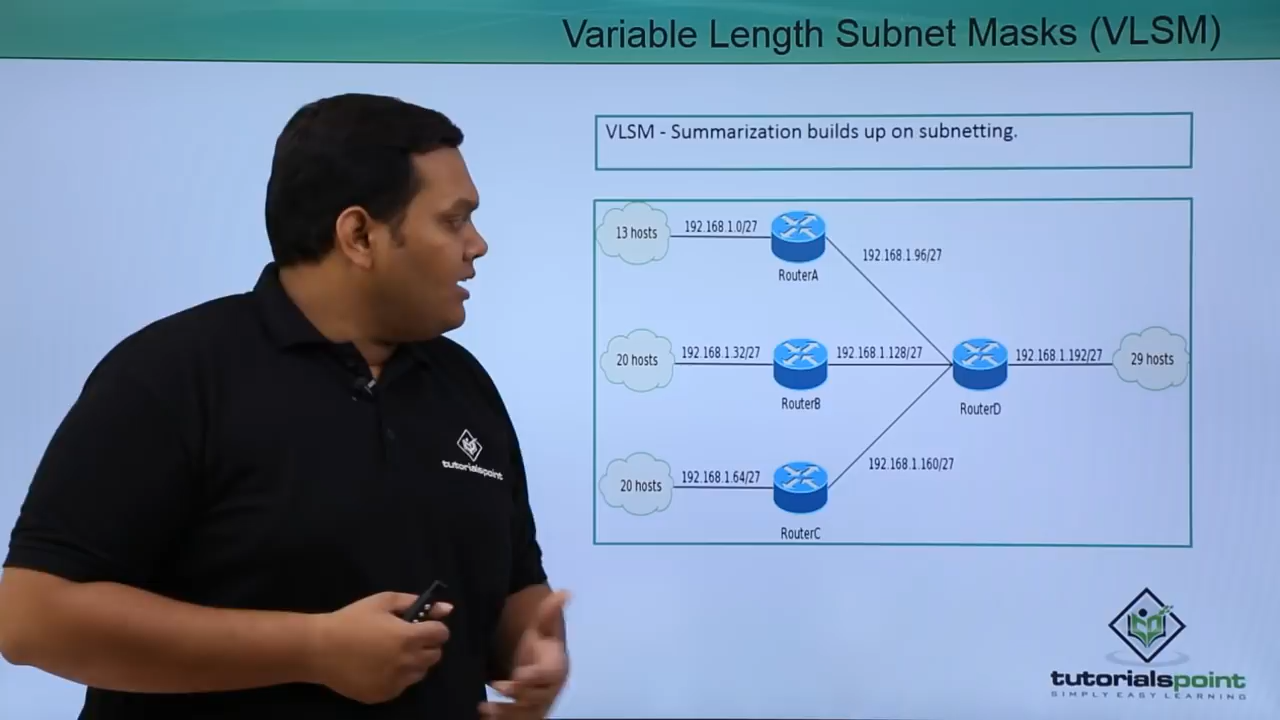 Variable Length Subnet Masks (VLSM)
VLSM - Summarization builds up on subnetting.
13 hosts
192.168.1.0/27
RouterA
192.168.1.96/27
20 hosts
192.168.1.32/27
RouterB
192.168.1.128/27
RouterD
192.168.1.192/27
29 hosts
20 hosts
192.168.1.64/27
RouterC
192.168.1.160/27
tutorialspoint
tutorialspoint
SIMPLY EASY LEARNING